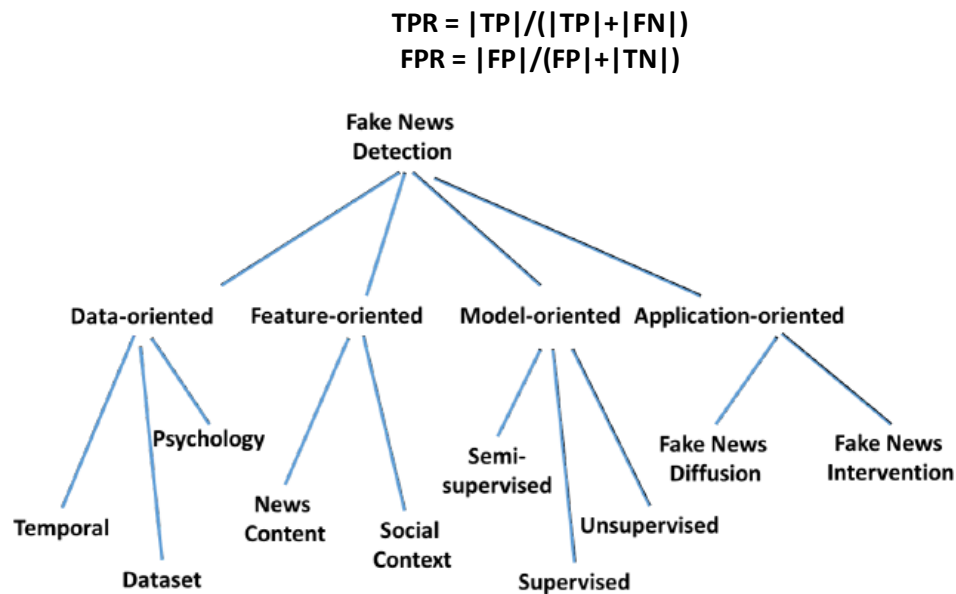 TPR = |TP|/(|TP|+|FN|)
FPR = |FP|/(FP|+|TN|)
Fake News
Detection
Data-oriented
Feature-oriented
Model-oriented
Application-oriented
Psychology
Temporal
Dataset
News
Content
Social
Context
Semi-
supervised
Supervised
Unsupervised
Fake News
Diffusion
Fake News
Intervention